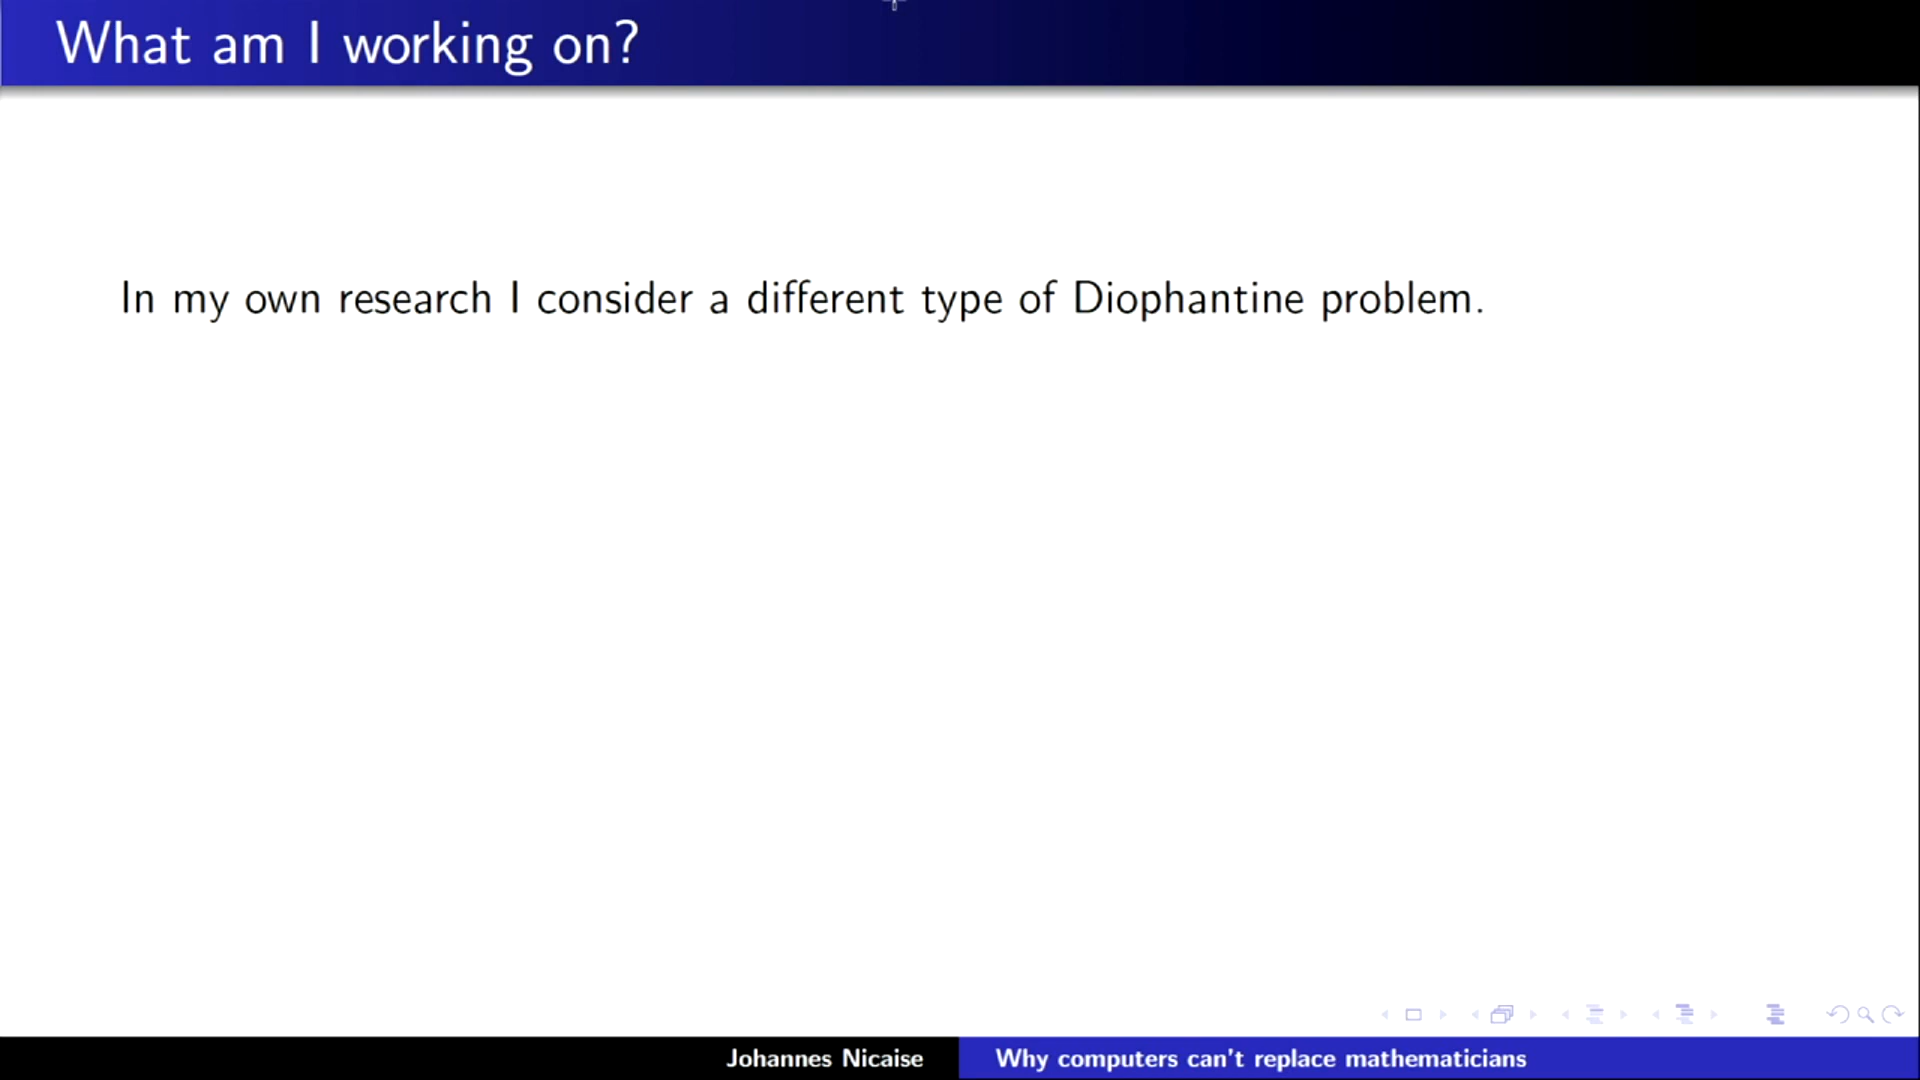 What am I working on?
In my own research I consider a different type of Diophantine problem.
Johannes Nicaise
Why computers can't replace mathematicians